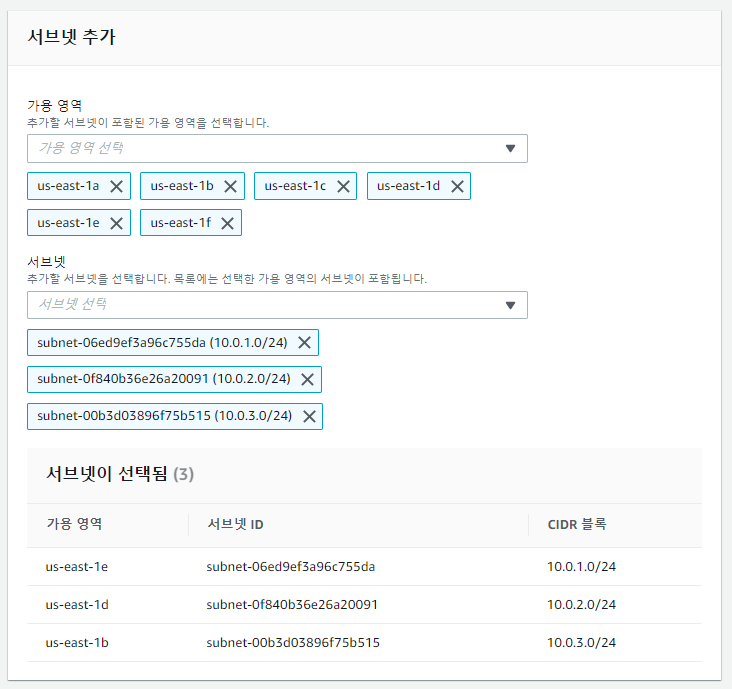 서브넷 추가
가용 영역
추가할 서브넷이 포함된 가용 영역을 선택합니다.
가용 영역 선택
us-east-1a us-east-1b us-east-1c us-east-1d
us-east-1e us-east-1f
서브넷
추가할 서브넷을 선택합니다. 목록에는 선택한 가용 영역의 서브넷이 포함됩니다.
서브넷 선택
subnet-06ed9ef3a96c755da (10.0.1.0/24)
subnet-0f840b36e26a20091 (10.0.2.0/24)
subnet-00b3d03896f75b515 (10.0.3.0/24)
서브넷이 선택됨 (3)
가용 영역 서브넷 ID CIDR 블록
us-east-1e subnet-06ed9ef3a96c755da 10.0.1.0/24
us-east-1d subnet-0f840b36e26a20091 10.0.2.0/24
us-east-1b subnet-00b3d03896f75b515 10.0.3.0/24